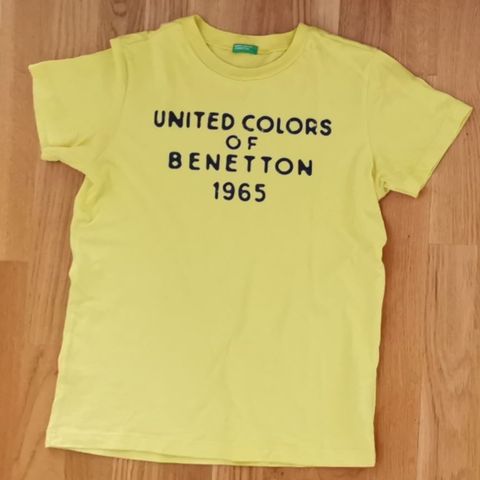 UNITED COLORS
OF
BENETTON
1965